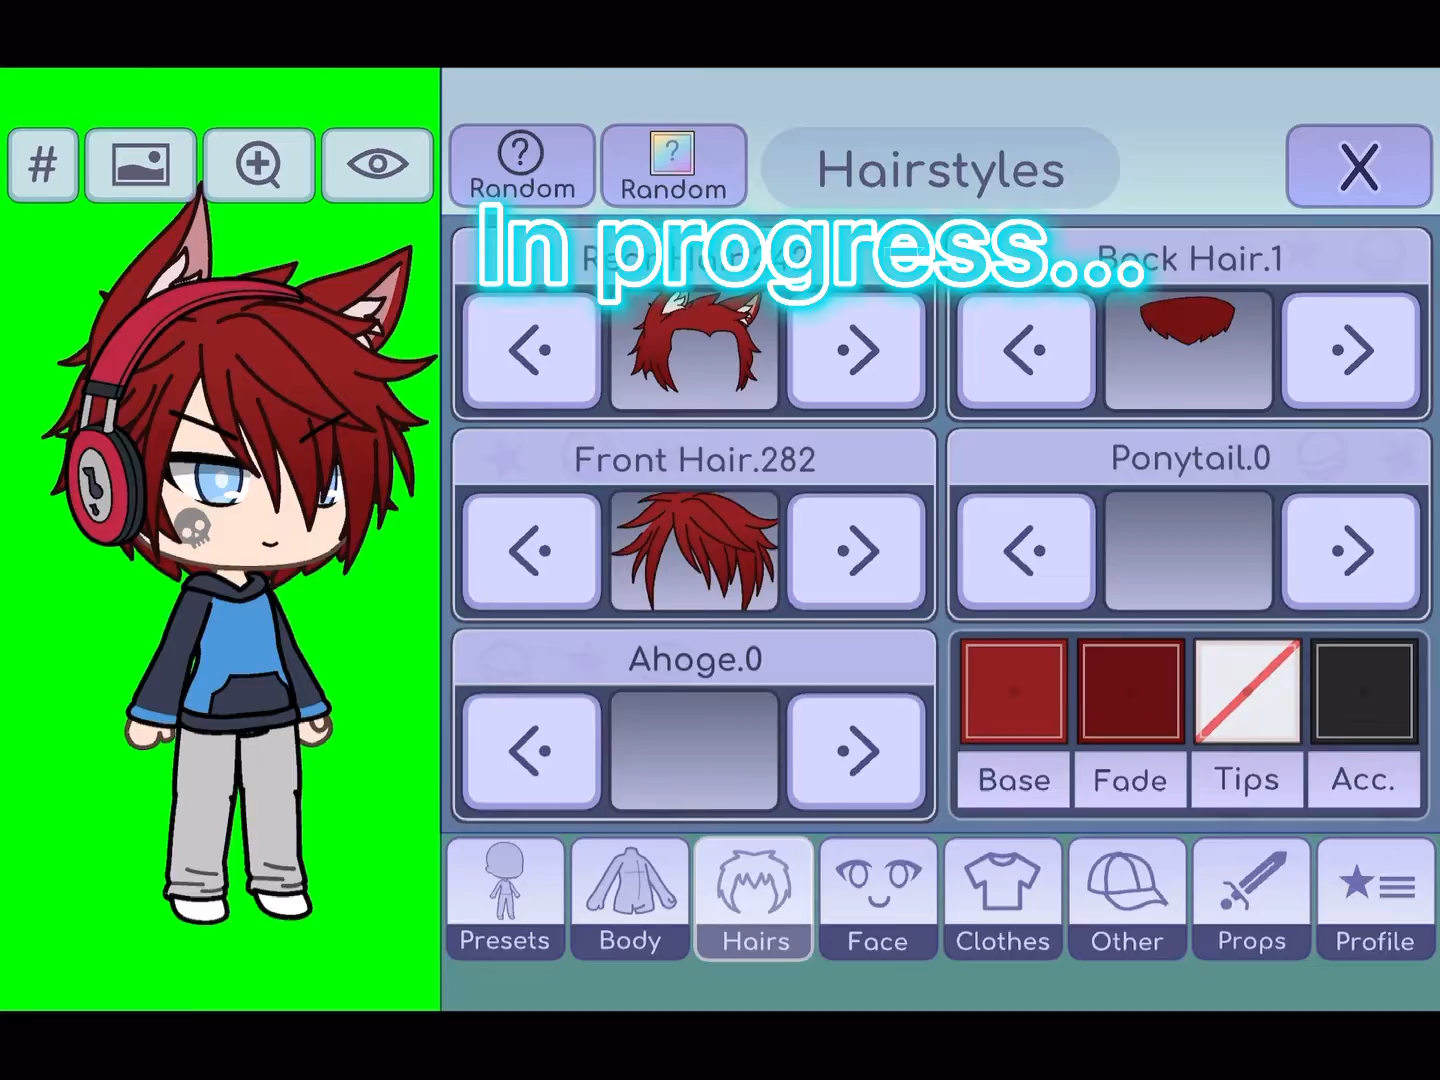 #
? Random
? Random
Hairstyles
X
In progress...
Back Hair.1
Front Hair.282
Ponytail.0
Ahoge.0
Base
Fade
Tips
Acc.
Presets
Body
Hairs
Face
Clothes
Other
Props
Profile